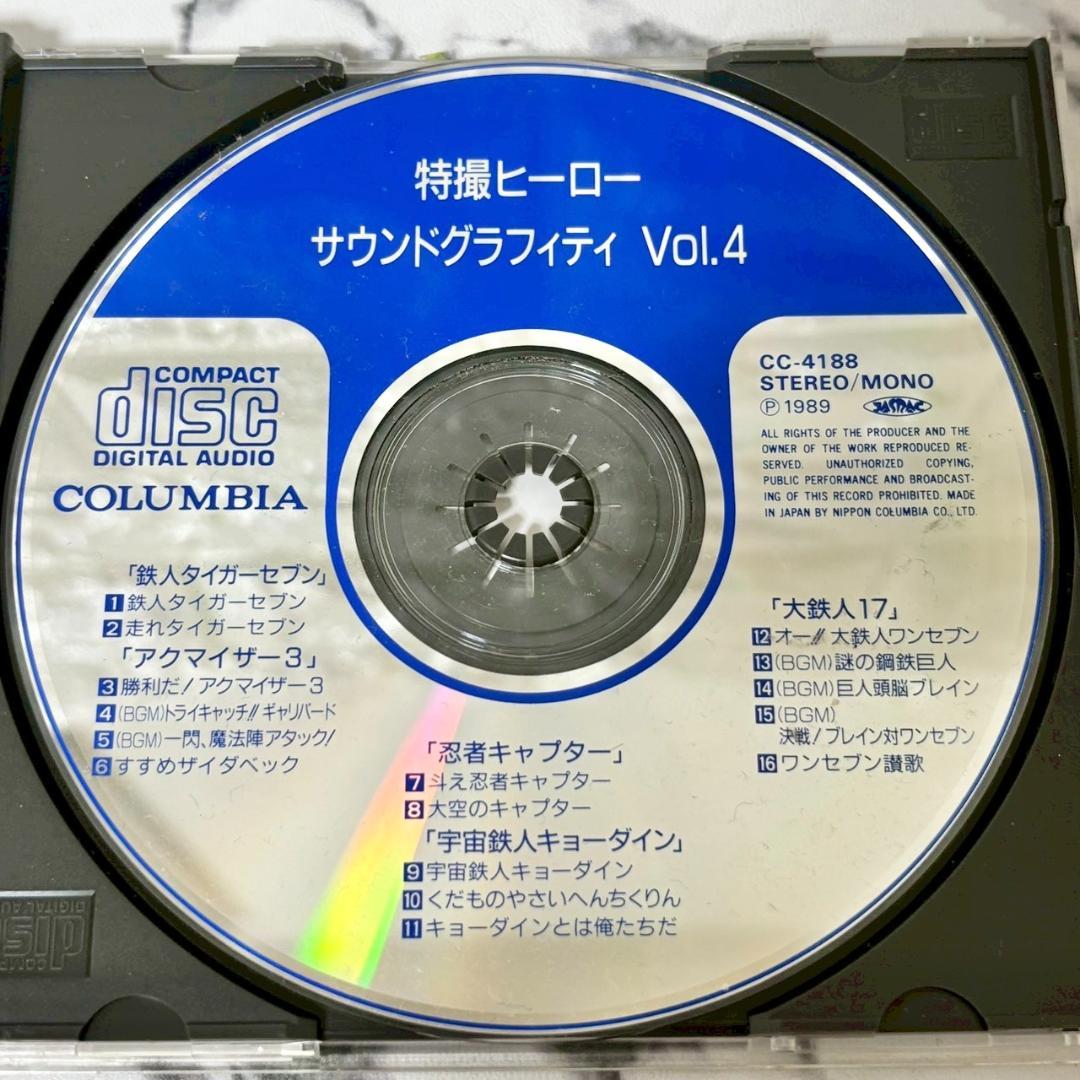 特撮ヒーロー
サウンドグラフィティ Vol.4
COMPACT
disc
DIGITAL AUDIO
COLUMBIA
CC-4188
STEREO/MONO
Ⓟ 1989 JASRAC
ALL RIGHTS OF THE PRODUCER AND THE
OWNER OF THE WORK REPRODUCED RE-
SERVED. UNAUTHORIZED COPYING,
PUBLIC PERFORMANCE AND BROADCAST-
ING OF THIS RECORD PROHIBITED. MADE
IN JAPAN BY NIPPON COLUMBIA CO., LTD.
「鉄人タイガーセブン」
1 鉄人タイガーセブン
2 走れタイガーセブン
「アクマイザー3」
3 勝利だ!アクマイザー3
4 (BGM)トライキャッチ!!ギャリバード
5 (BGM)一閃、魔法陣アタック!
6 すすめザイダベック
「忍者キャプター」
7 斗え忍者キャプター
8 大空のキャプター
「宇宙鉄人キョーダイン」
9 宇宙鉄人キョーダイン
10 くだものやさいへんちくりん
11 キョーダインとは俺たちだ
「大鉄人17」
12 オー!!大鉄人ワンセブン
13 (BGM)謎の鋼鉄巨人
14 (BGM)巨人頭脳ブレイン
15 (BGM)
決戦!ブレイン対ワンセブン
16 ワンセブン讃歌